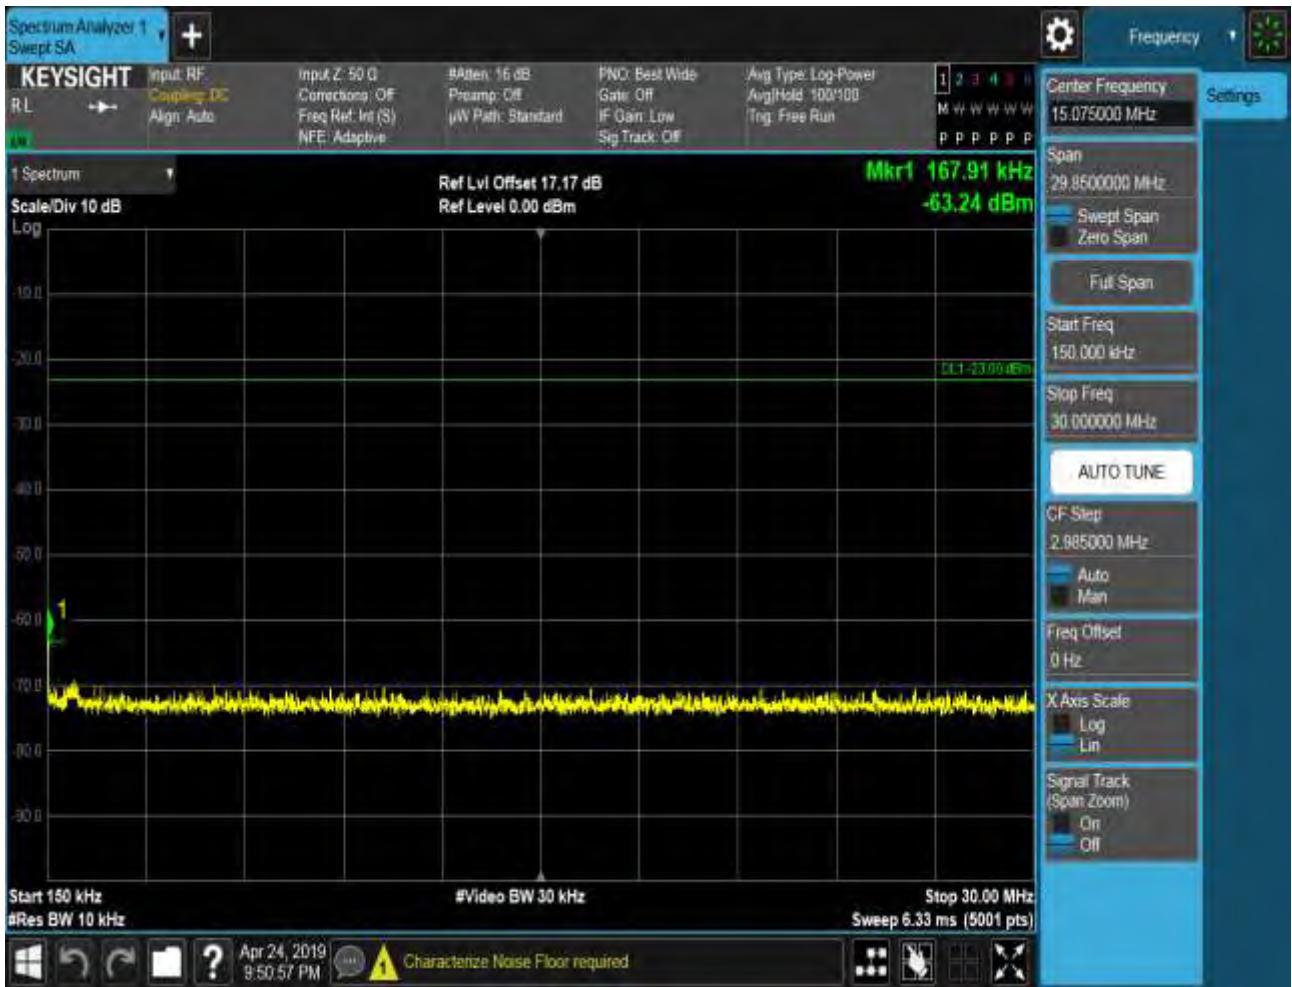 Spectrum Analyzer 1
Swept SA
Frequency
KEYSIGHT
RL
Input: RF
Coupling: DC
Align: Auto
Input Z: 50 Ω
Corrections: Off
Freq Ref: Int (S)
NFE: Adaptive
#Atten: 16 dB
Preamp: Off
µW Path: Standard
PNO: Best Wide
Gate: Off
IF Gain: Low
Sig Track: Off
Avg Type: Log-Power
Avg|Hold: 100/100
Trig: Free Run
1 2 3 4 5 6
M W W W W W
P P P P P P
1 Spectrum
Scale/Div 10 dB
Log
Ref Lvl Offset 17.17 dB
Ref Level 0.00 dBm
Mkr1 167.91 kHz
-63.24 dBm
-10.0
-20.0
DL1 -23.00 dBm
-30.0
-40.0
-50.0
-60.0
1
-70.0
-80.0
-90.0
Start 150 kHz
#Res BW 10 kHz
#Video BW 30 kHz
Stop 30.00 MHz
Sweep 6.33 ms (5001 pts)
Center Frequency
15.075000 MHz
Settings
Span
29.8500000 MHz
Swept Span
Zero Span
Full Span
Start Freq
150.000 kHz
Stop Freq
30.000000 MHz
AUTO TUNE
CF Step
2.985000 MHz
Auto
Man
Freq Offset
0 Hz
X Axis Scale
Log
Lin
Signal Track
(Span Zoom)
On
Off
?
Apr 24, 2019
9:50:57 PM
1
Characterize Noise Floor required